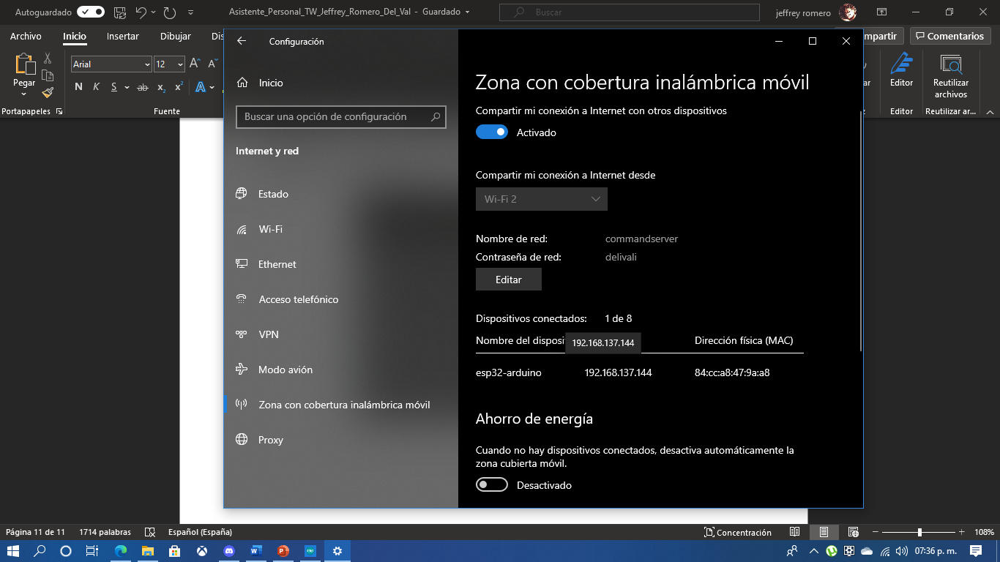 Autoguardado
Asistente_Personal_TW_Jeffrey_Romero_Del_Val - Guardado
Buscar
jeffrey romero
Archivo
Inicio
Insertar
Dibujar
Comentarios
Pegar
Portapapeles
Arial
12
N K S ab x₂ x² A
Fuente
Editor
Editor
Reutilizar
archivos
Reutilizar ar...
Configuración
Inicio
Buscar una opción de configuración
Internet y red
Estado
Wi-Fi
Ethernet
Acceso telefónico
VPN
Modo avión
Zona con cobertura inalámbrica móvil
Proxy
Zona con cobertura inalámbrica móvil
Compartir mi conexión a Internet con otros dispositivos
Activado
Compartir mi conexión a Internet desde
Wi-Fi 2
Nombre de red: commandserver
Contraseña de red: delivali
Editar
Dispositivos conectados: 1 de 8
Nombre del disposi 192.168.137.144 Dirección física (MAC)
esp32-arduino 192.168.137.144 84:cc:a8:47:9a:a8
Ahorro de energía
Cuando no hay dispositivos conectados, desactiva automáticamente la
zona cubierta móvil.
Desactivado
Página 11 de 11 1714 palabras Español (España)
Concentración
108%
07:36 p. m.